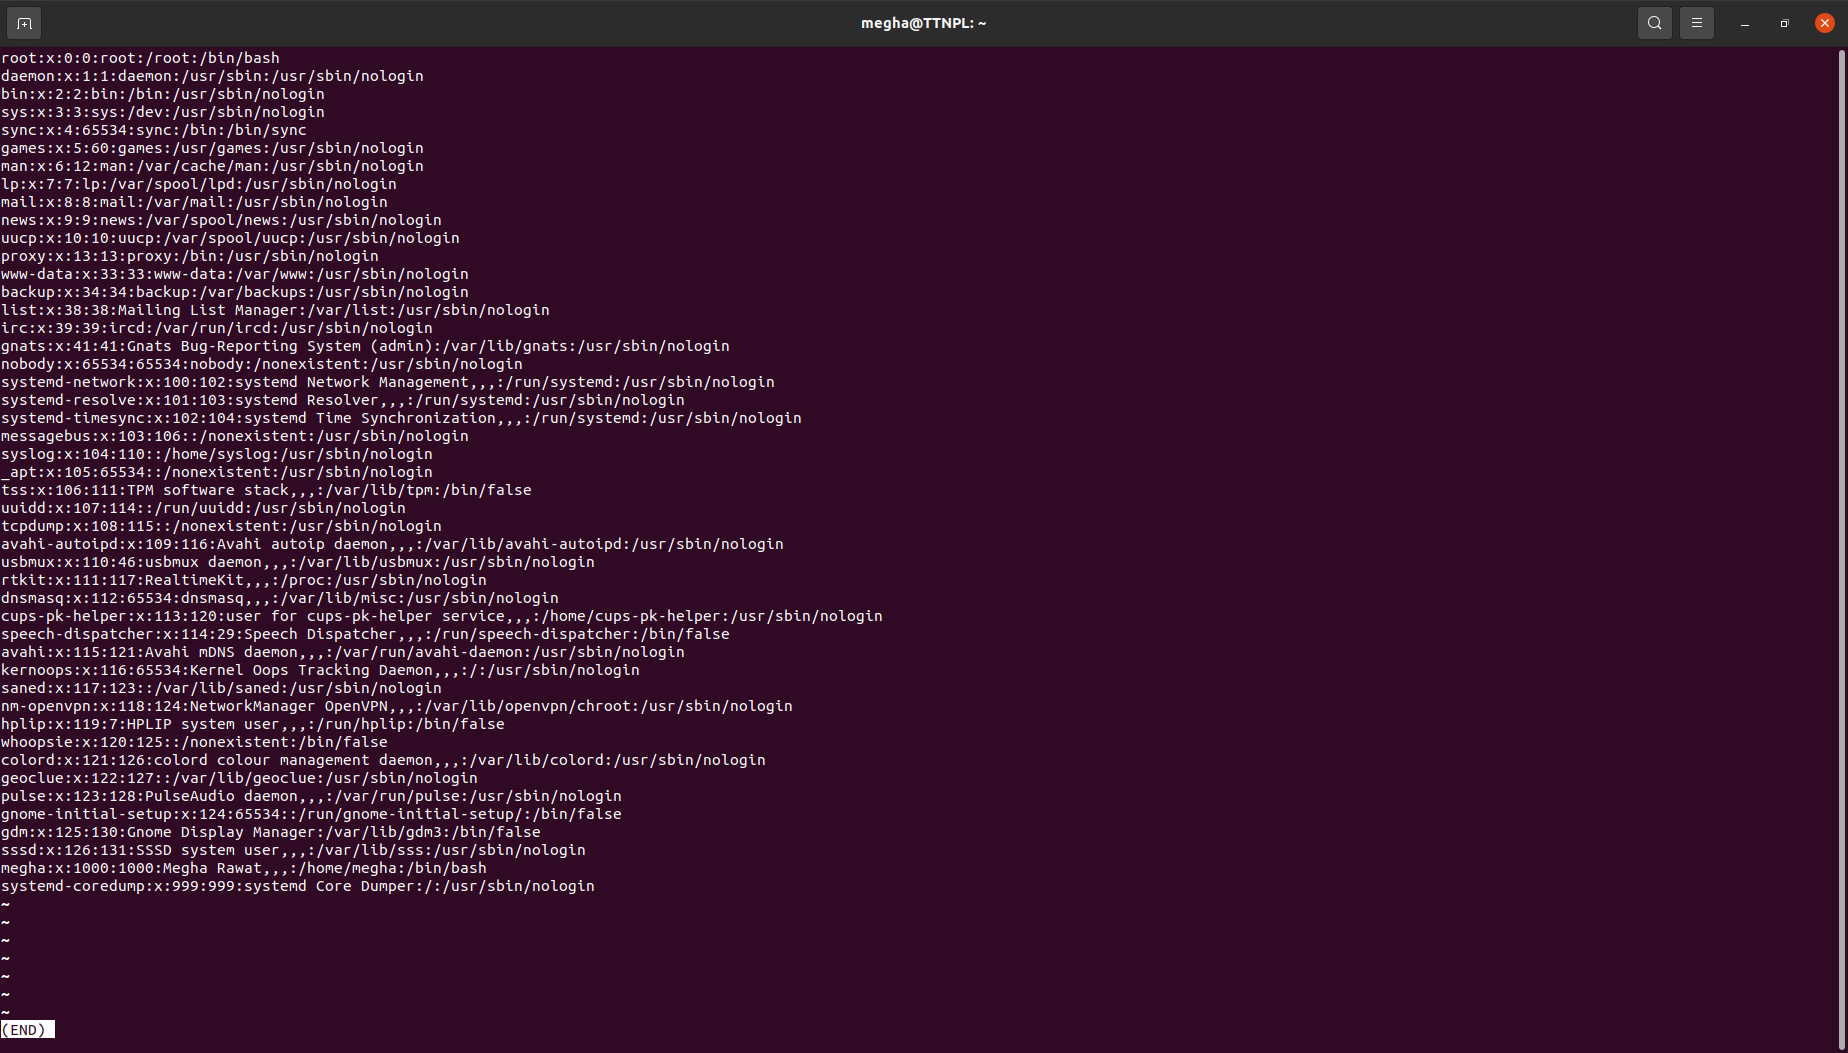 megha@TTNPL: ~
root:x:0:0:root:/root:/bin/bash
daemon:x:1:1:daemon:/usr/sbin:/usr/sbin/nologin
bin:x:2:2:bin:/bin:/usr/sbin/nologin
sys:x:3:3:sys:/dev:/usr/sbin/nologin
sync:x:4:65534:sync:/bin:/bin/sync
games:x:5:60:games:/usr/games:/usr/sbin/nologin
man:x:6:12:man:/var/cache/man:/usr/sbin/nologin
lp:x:7:7:lp:/var/spool/lpd:/usr/sbin/nologin
mail:x:8:8:mail:/var/mail:/usr/sbin/nologin
news:x:9:9:news:/var/spool/news:/usr/sbin/nologin
uucp:x:10:10:uucp:/var/spool/uucp:/usr/sbin/nologin
proxy:x:13:13:proxy:/bin:/usr/sbin/nologin
www-data:x:33:33:www-data:/var/www:/usr/sbin/nologin
backup:x:34:34:backup:/var/backups:/usr/sbin/nologin
list:x:38:38:Mailing List Manager:/var/list:/usr/sbin/nologin
irc:x:39:39:ircd:/var/run/ircd:/usr/sbin/nologin
gnats:x:41:41:Gnats Bug-Reporting System (admin):/var/lib/gnats:/usr/sbin/nologin
nobody:x:65534:65534:nobody:/nonexistent:/usr/sbin/nologin
systemd-network:x:100:102:systemd Network Management,,,:/run/systemd:/usr/sbin/nologin
systemd-resolve:x:101:103:systemd Resolver,,,:/run/systemd:/usr/sbin/nologin
systemd-timesync:x:102:104:systemd Time Synchronization,,,:/run/systemd:/usr/sbin/nologin
messagebus:x:103:106::/nonexistent:/usr/sbin/nologin
syslog:x:104:110::/home/syslog:/usr/sbin/nologin
_apt:x:105:65534::/nonexistent:/usr/sbin/nologin
tss:x:106:111:TPM software stack,,,:/var/lib/tpm:/bin/false
uuidd:x:107:114::/run/uuidd:/usr/sbin/nologin
tcpdump:x:108:115::/nonexistent:/usr/sbin/nologin
avahi-autoipd:x:109:116:Avahi autoip daemon,,,:/var/lib/avahi-autoipd:/usr/sbin/nologin
usbmux:x:110:46:usbmux daemon,,,:/var/lib/usbmux:/usr/sbin/nologin
rtkit:x:111:117:RealtimeKit,,,:/proc:/usr/sbin/nologin
dnsmasq:x:112:65534:dnsmasq,,,:/var/lib/misc:/usr/sbin/nologin
cups-pk-helper:x:113:120:user for cups-pk-helper service,,,:/home/cups-pk-helper:/usr/sbin/nologin
speech-dispatcher:x:114:29:Speech Dispatcher,,,:/run/speech-dispatcher:/bin/false
avahi:x:115:121:Avahi mDNS daemon,,,:/var/run/avahi-daemon:/usr/sbin/nologin
kernoops:x:116:65534:Kernel Oops Tracking Daemon,,,:/:/usr/sbin/nologin
saned:x:117:123::/var/lib/saned:/usr/sbin/nologin
nm-openvpn:x:118:124:NetworkManager OpenVPN,,,:/var/lib/openvpn/chroot:/usr/sbin/nologin
hplip:x:119:7:HPLIP system user,,,:/run/hplip:/bin/false
whoopsie:x:120:125::/nonexistent:/bin/false
colord:x:121:126:colord colour management daemon,,,:/var/lib/colord:/usr/sbin/nologin
geoclue:x:122:127::/var/lib/geoclue:/usr/sbin/nologin
pulse:x:123:128:PulseAudio daemon,,,:/var/run/pulse:/usr/sbin/nologin
gnome-initial-setup:x:124:65534::/run/gnome-initial-setup/:/bin/false
gdm:x:125:130:Gnome Display Manager:/var/lib/gdm3:/bin/false
sssd:x:126:131:SSSD system user,,,:/var/lib/sss:/usr/sbin/nologin
megha:x:1000:1000:Megha Rawat,,,:/home/megha:/bin/bash
systemd-coredump:x:999:999:systemd Core Dumper:/:/usr/sbin/nologin
~
~
~
~
~
~
~
(END)